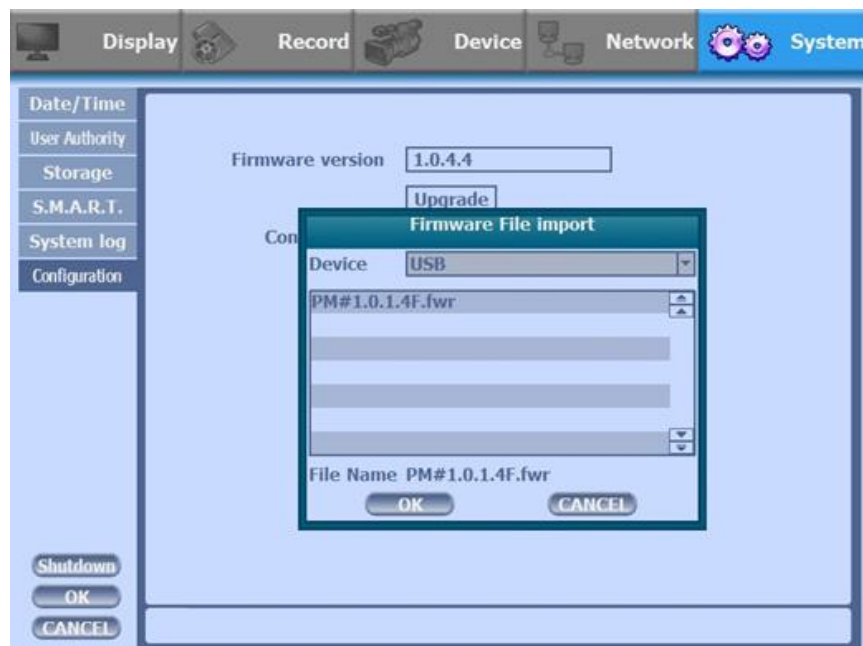 Display Record Device Network System
Date/Time
User Authority
Storage
S.M.A.R.T.
System log
Configuration
Firmware version 1.0.4.4
Upgrade
Con
Firmware File import
Device USB
PM#1.0.1.4F.fwr
File Name PM#1.0.1.4F.fwr
OK CANCEL
Shutdown
OK
CANCEL